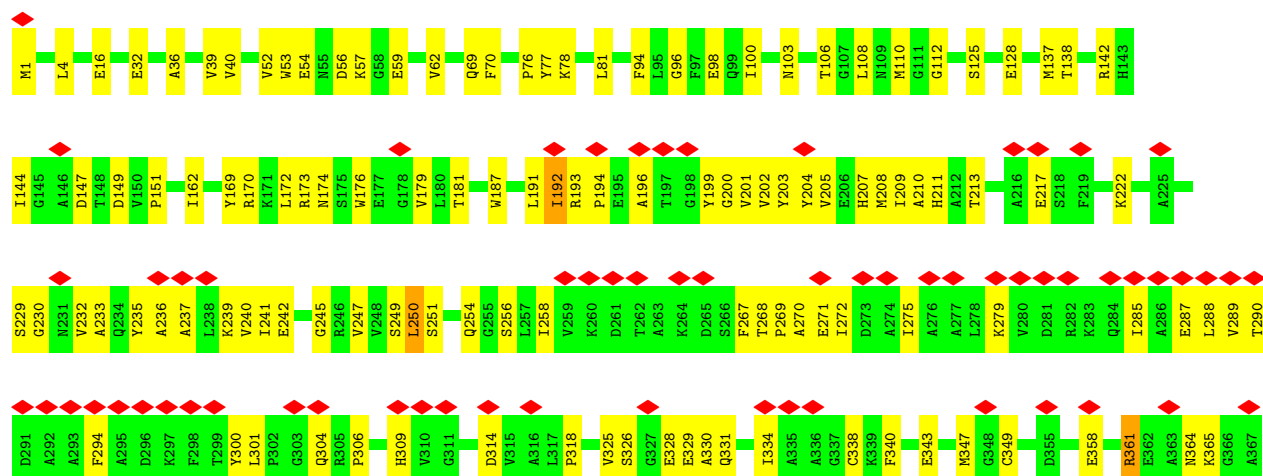 M1 L4 E16 E32 A36 V39 V40 V52 W53 E54 N55 D56 K57 G58 E59 V62 Q69 F70 P76 Y77 K78 L81 F94 L95 G96 F97 E98 Q99 I100 N103 T106 G107 L108 N109 M110 G111 G112 S125 E128 M137 T138 R142 H143
I144 G145 A146 D147 T148 D149 V150 P151 I162 Y169 R170 K171 L172 R173 N174 S175 W176 E177 G178 V179 L180 T181 W187 L191 I192 R193 P194 E195 A196 T197 G198 Y199 G200 V201 V202 Y203 Y204 V205 E206 H207 M208 I209 A210 H211 A212 T213 A216 E217 S218 F219 K222 A225
S229 G230 N231 V232 A233 Q234 Y235 A236 A237 L238 K239 V240 I241 E242 G245 R246 V247 V248 S249 L250 S251 Q254 G255 S256 L257 I258 V259 K260 D261 T262 A263 K264 D265 S266 F267 T268 P269 A270 E271 I272 D273 A274 I275 A276 A277 L278 K279 V280 D281 R282 K283 Q284 I285 A286 E287 L288 V289 T290
D291 A292 A293 F294 A295 D296 K297 F298 T299 Y300 L301 P302 G303 Q304 R305 P306 H309 V310 G311 D314 V315 A316 L317 P318 V325 S326 G327 E328 E329 A330 Q331 I334 A335 A336 G337 C338 K339 F340 E343 M347 G348 C349 D355 E358 R361 E362 A363 N364 K365 G366 A367